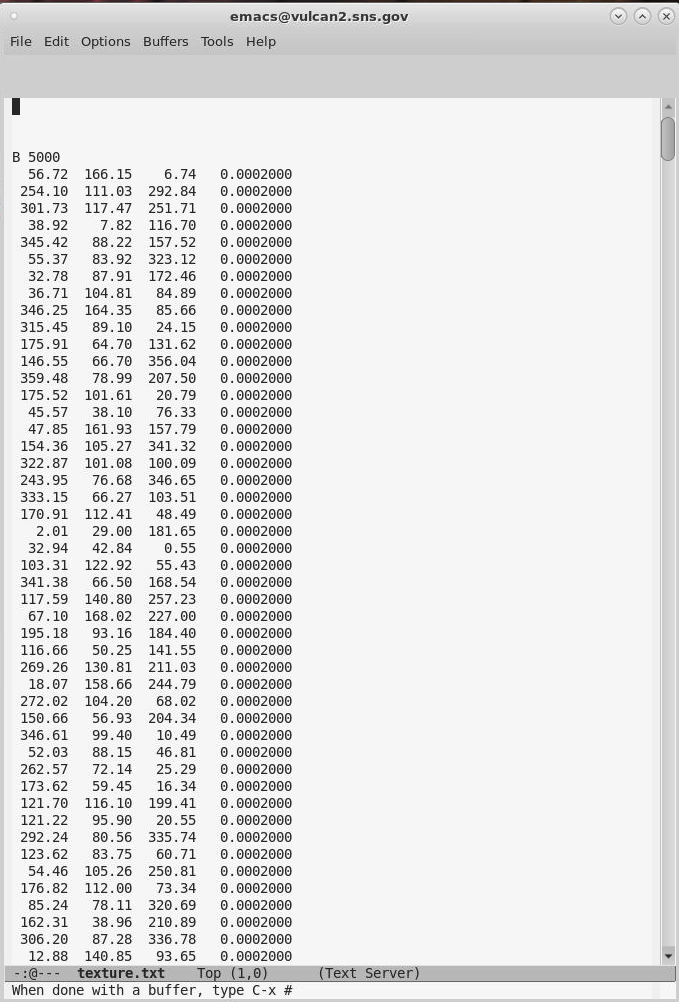 emacs@vulcan2.sns.gov
File Edit Options Buffers Tools Help
B 5000
56.72 166.15 6.74 0.0002000
254.10 111.03 292.84 0.0002000
301.73 117.47 251.71 0.0002000
38.92 7.82 116.70 0.0002000
345.42 88.22 157.52 0.0002000
55.37 83.92 323.12 0.0002000
32.78 87.91 172.46 0.0002000
36.71 104.81 84.89 0.0002000
346.25 164.35 85.66 0.0002000
315.45 89.10 24.15 0.0002000
175.91 64.70 131.62 0.0002000
146.55 66.70 356.04 0.0002000
359.48 78.99 207.50 0.0002000
175.52 101.61 20.79 0.0002000
45.57 38.10 76.33 0.0002000
47.85 161.93 157.79 0.0002000
154.36 105.27 341.32 0.0002000
322.87 101.08 100.09 0.0002000
243.95 76.68 346.65 0.0002000
333.15 66.27 103.51 0.0002000
170.91 112.41 48.49 0.0002000
2.01 29.00 181.65 0.0002000
32.94 42.84 0.55 0.0002000
103.31 122.92 55.43 0.0002000
341.38 66.50 168.54 0.0002000
117.59 140.80 257.23 0.0002000
67.10 168.02 227.00 0.0002000
195.18 93.16 184.40 0.0002000
116.66 50.25 141.55 0.0002000
269.26 130.81 211.03 0.0002000
18.07 158.66 244.79 0.0002000
272.02 104.20 68.02 0.0002000
150.66 56.93 204.34 0.0002000
346.61 99.40 10.49 0.0002000
52.03 88.15 46.81 0.0002000
262.57 72.14 25.29 0.0002000
173.62 59.45 16.34 0.0002000
121.70 116.10 199.41 0.0002000
121.22 95.90 20.55 0.0002000
292.24 80.56 335.74 0.0002000
123.62 83.75 60.71 0.0002000
54.46 105.26 250.81 0.0002000
176.82 112.00 73.34 0.0002000
85.24 78.11 320.69 0.0002000
162.31 38.96 210.89 0.0002000
306.20 87.28 336.78 0.0002000
12.88 140.85 93.65 0.0002000
-:@--- texture.txt Top (1,0) (Text Server)
When done with a buffer, type C-x #